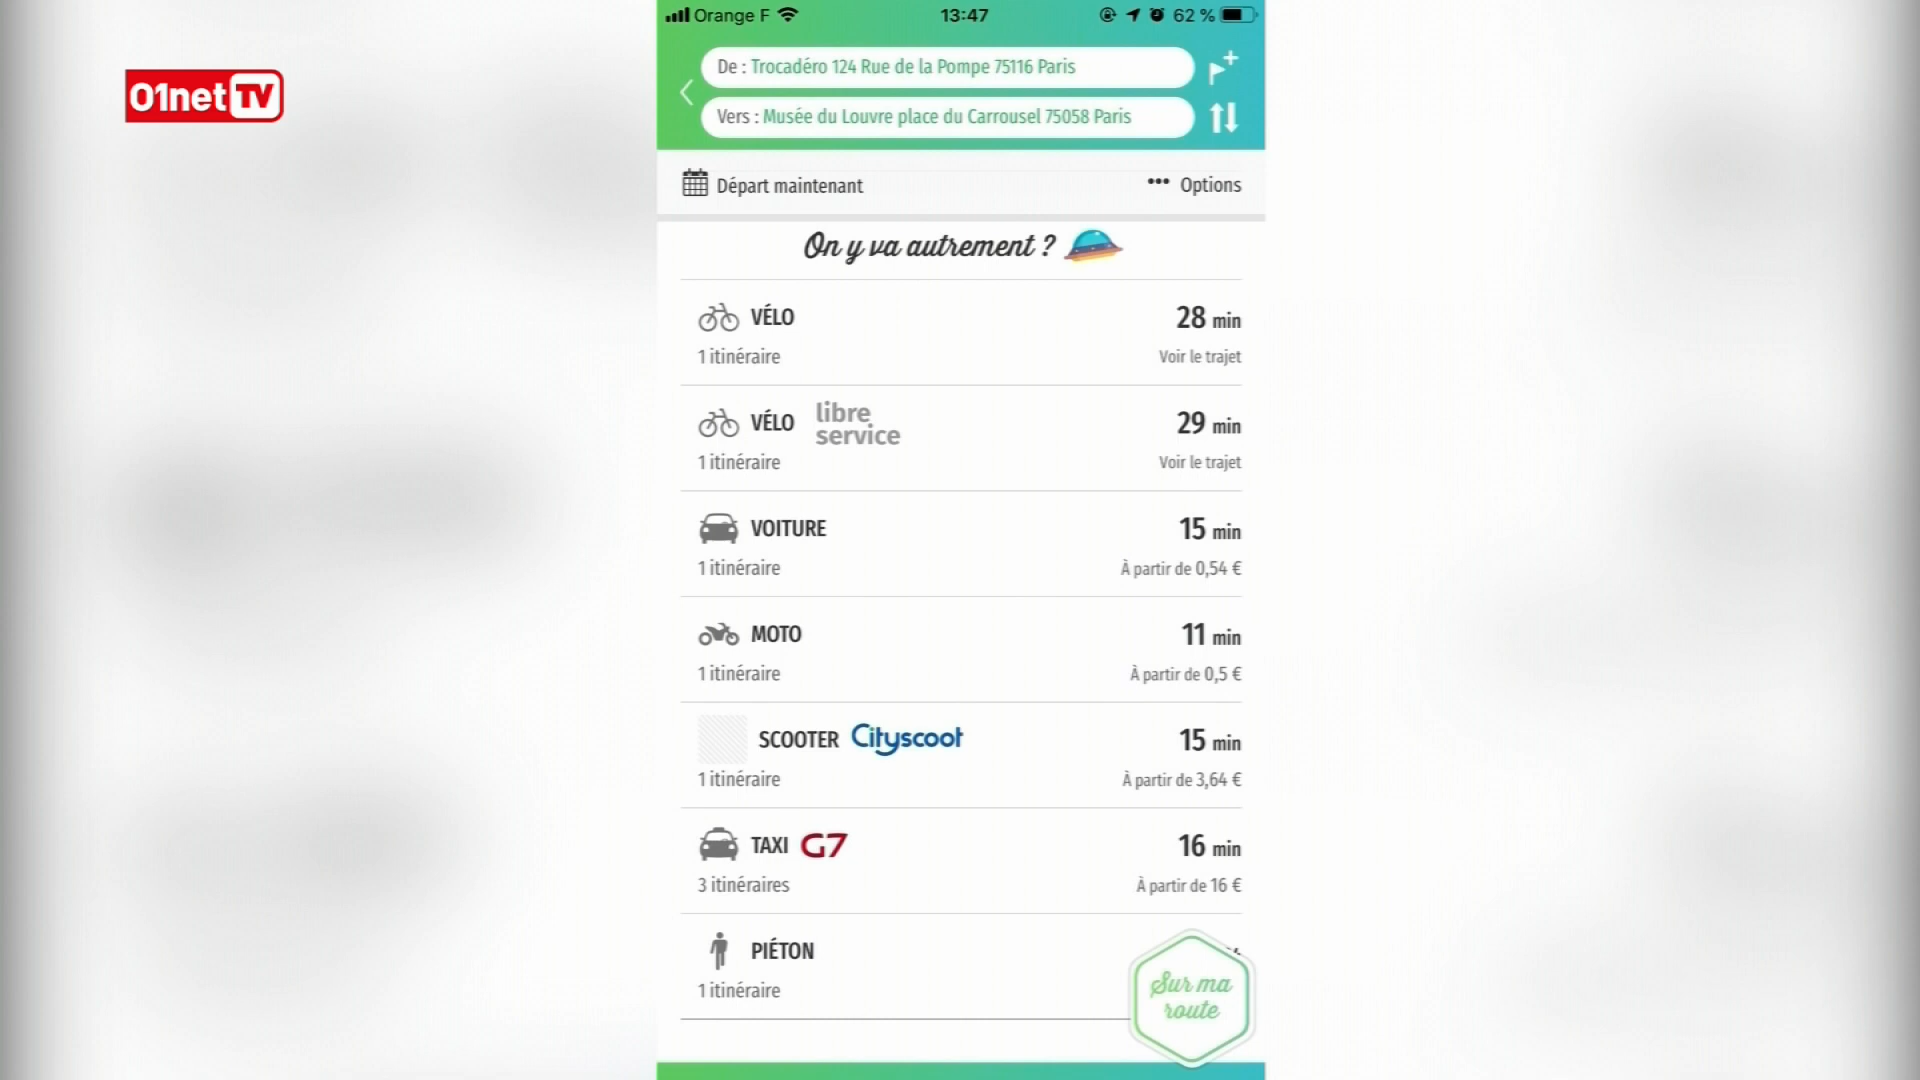 01net TV
Orange F
13:47
62 %
De : Trocadéro 124 Rue de la Pompe 75116 Paris
Vers : Musée du Louvre place du Carrousel 75058 Paris
Départ maintenant
••• Options
On y va autrement ?
VÉLO
28 min
1 itinéraire
Voir le trajet
VÉLO
libre
service
29 min
1 itinéraire
Voir le trajet
VOITURE
15 min
1 itinéraire
À partir de 0,54 €
MOTO
11 min
1 itinéraire
À partir de 0,5 €
SCOOTER Cityscoot
15 min
1 itinéraire
À partir de 3,64 €
TAXI G7
16 min
3 itinéraires
À partir de 16 €
PIÉTON
1 itinéraire
Sur ma
route